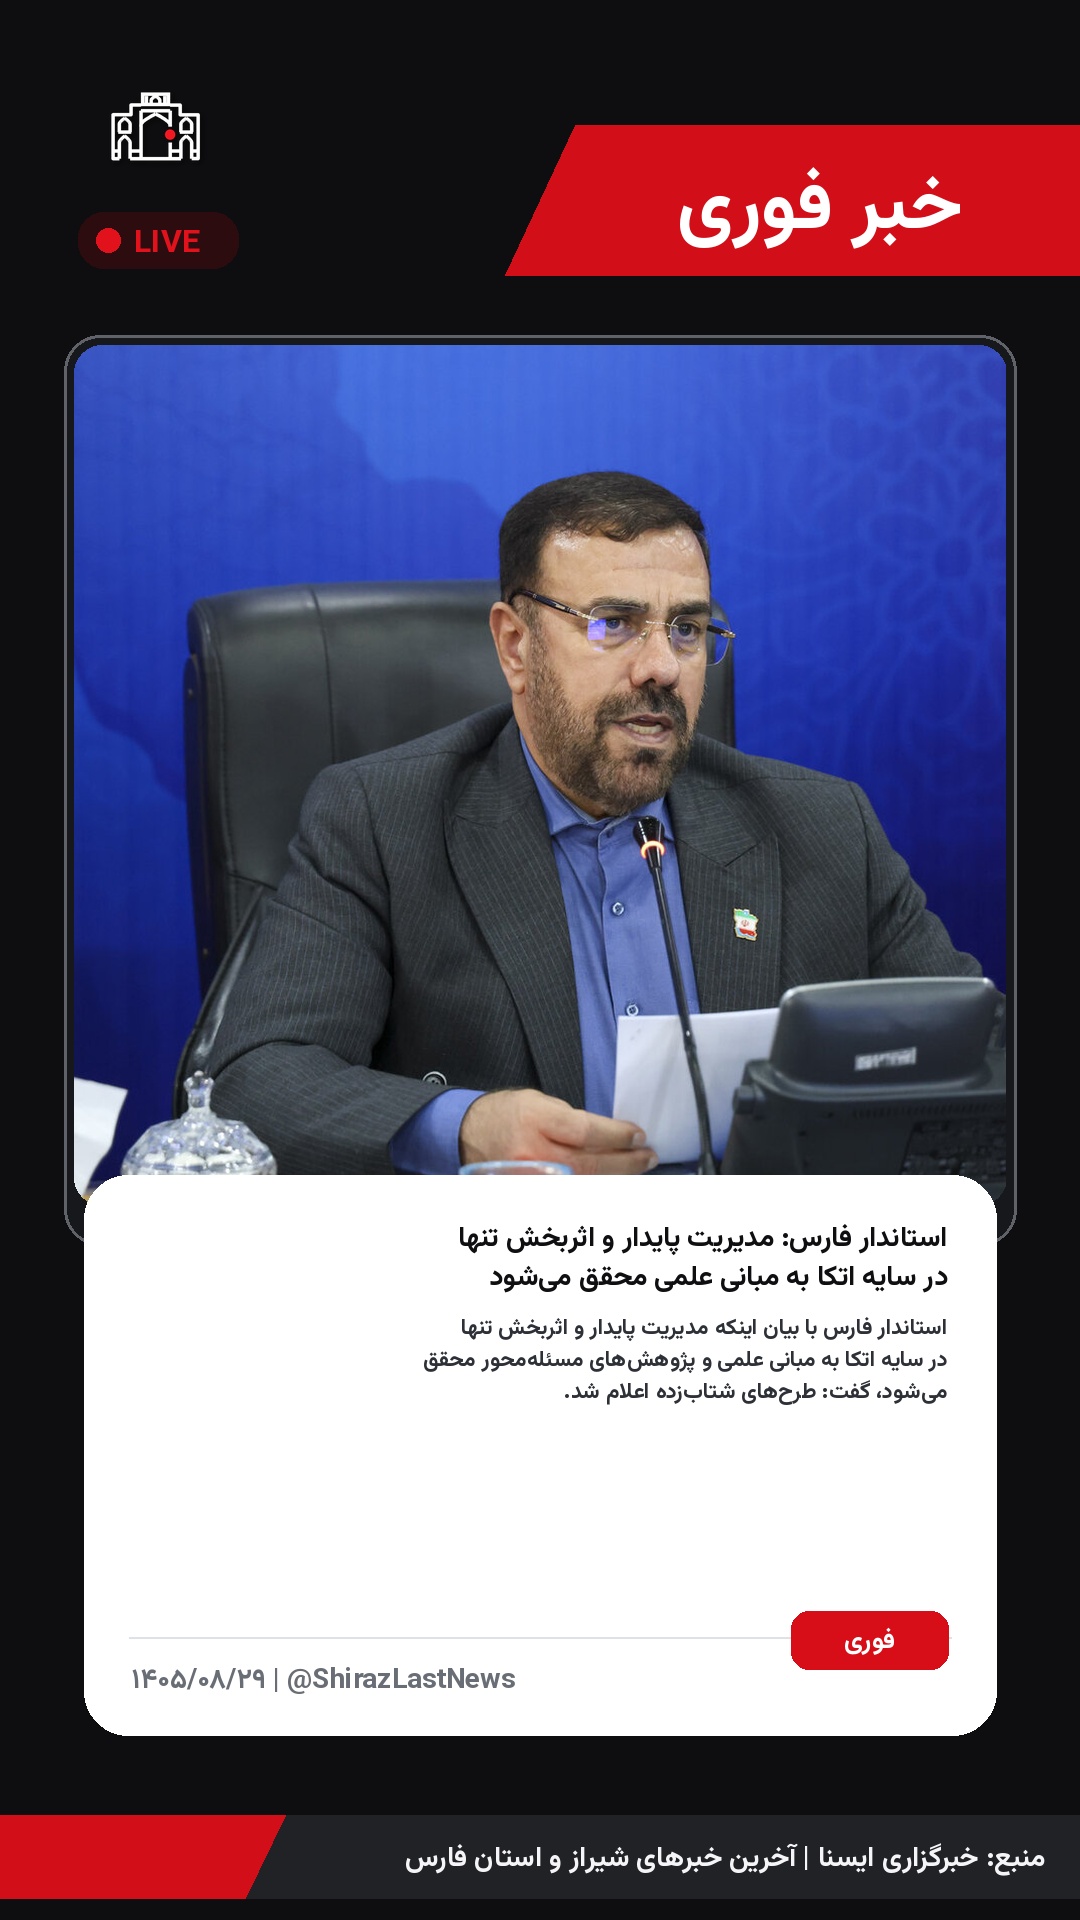 خبر فوری
LIVE
استاندار فارس: مدیریت پایدار و اثربخش تنها
در سایه اتکا به مبانی علمی محقق می‌شود
استاندار فارس با بیان اینکه مدیریت پایدار و اثربخش تنها
در سایه اتکا به مبانی علمی و پژوهش‌های مسئله‌محور محقق
می‌شود، گفت: طرح‌های شتاب‌زده اعلام شد.
فوری
۱۴۰۵/۰۸/۲۹ | @ShirazLastNews
منبع: خبرگزاری ایسنا | آخرین خبرهای شیراز و استان فارس